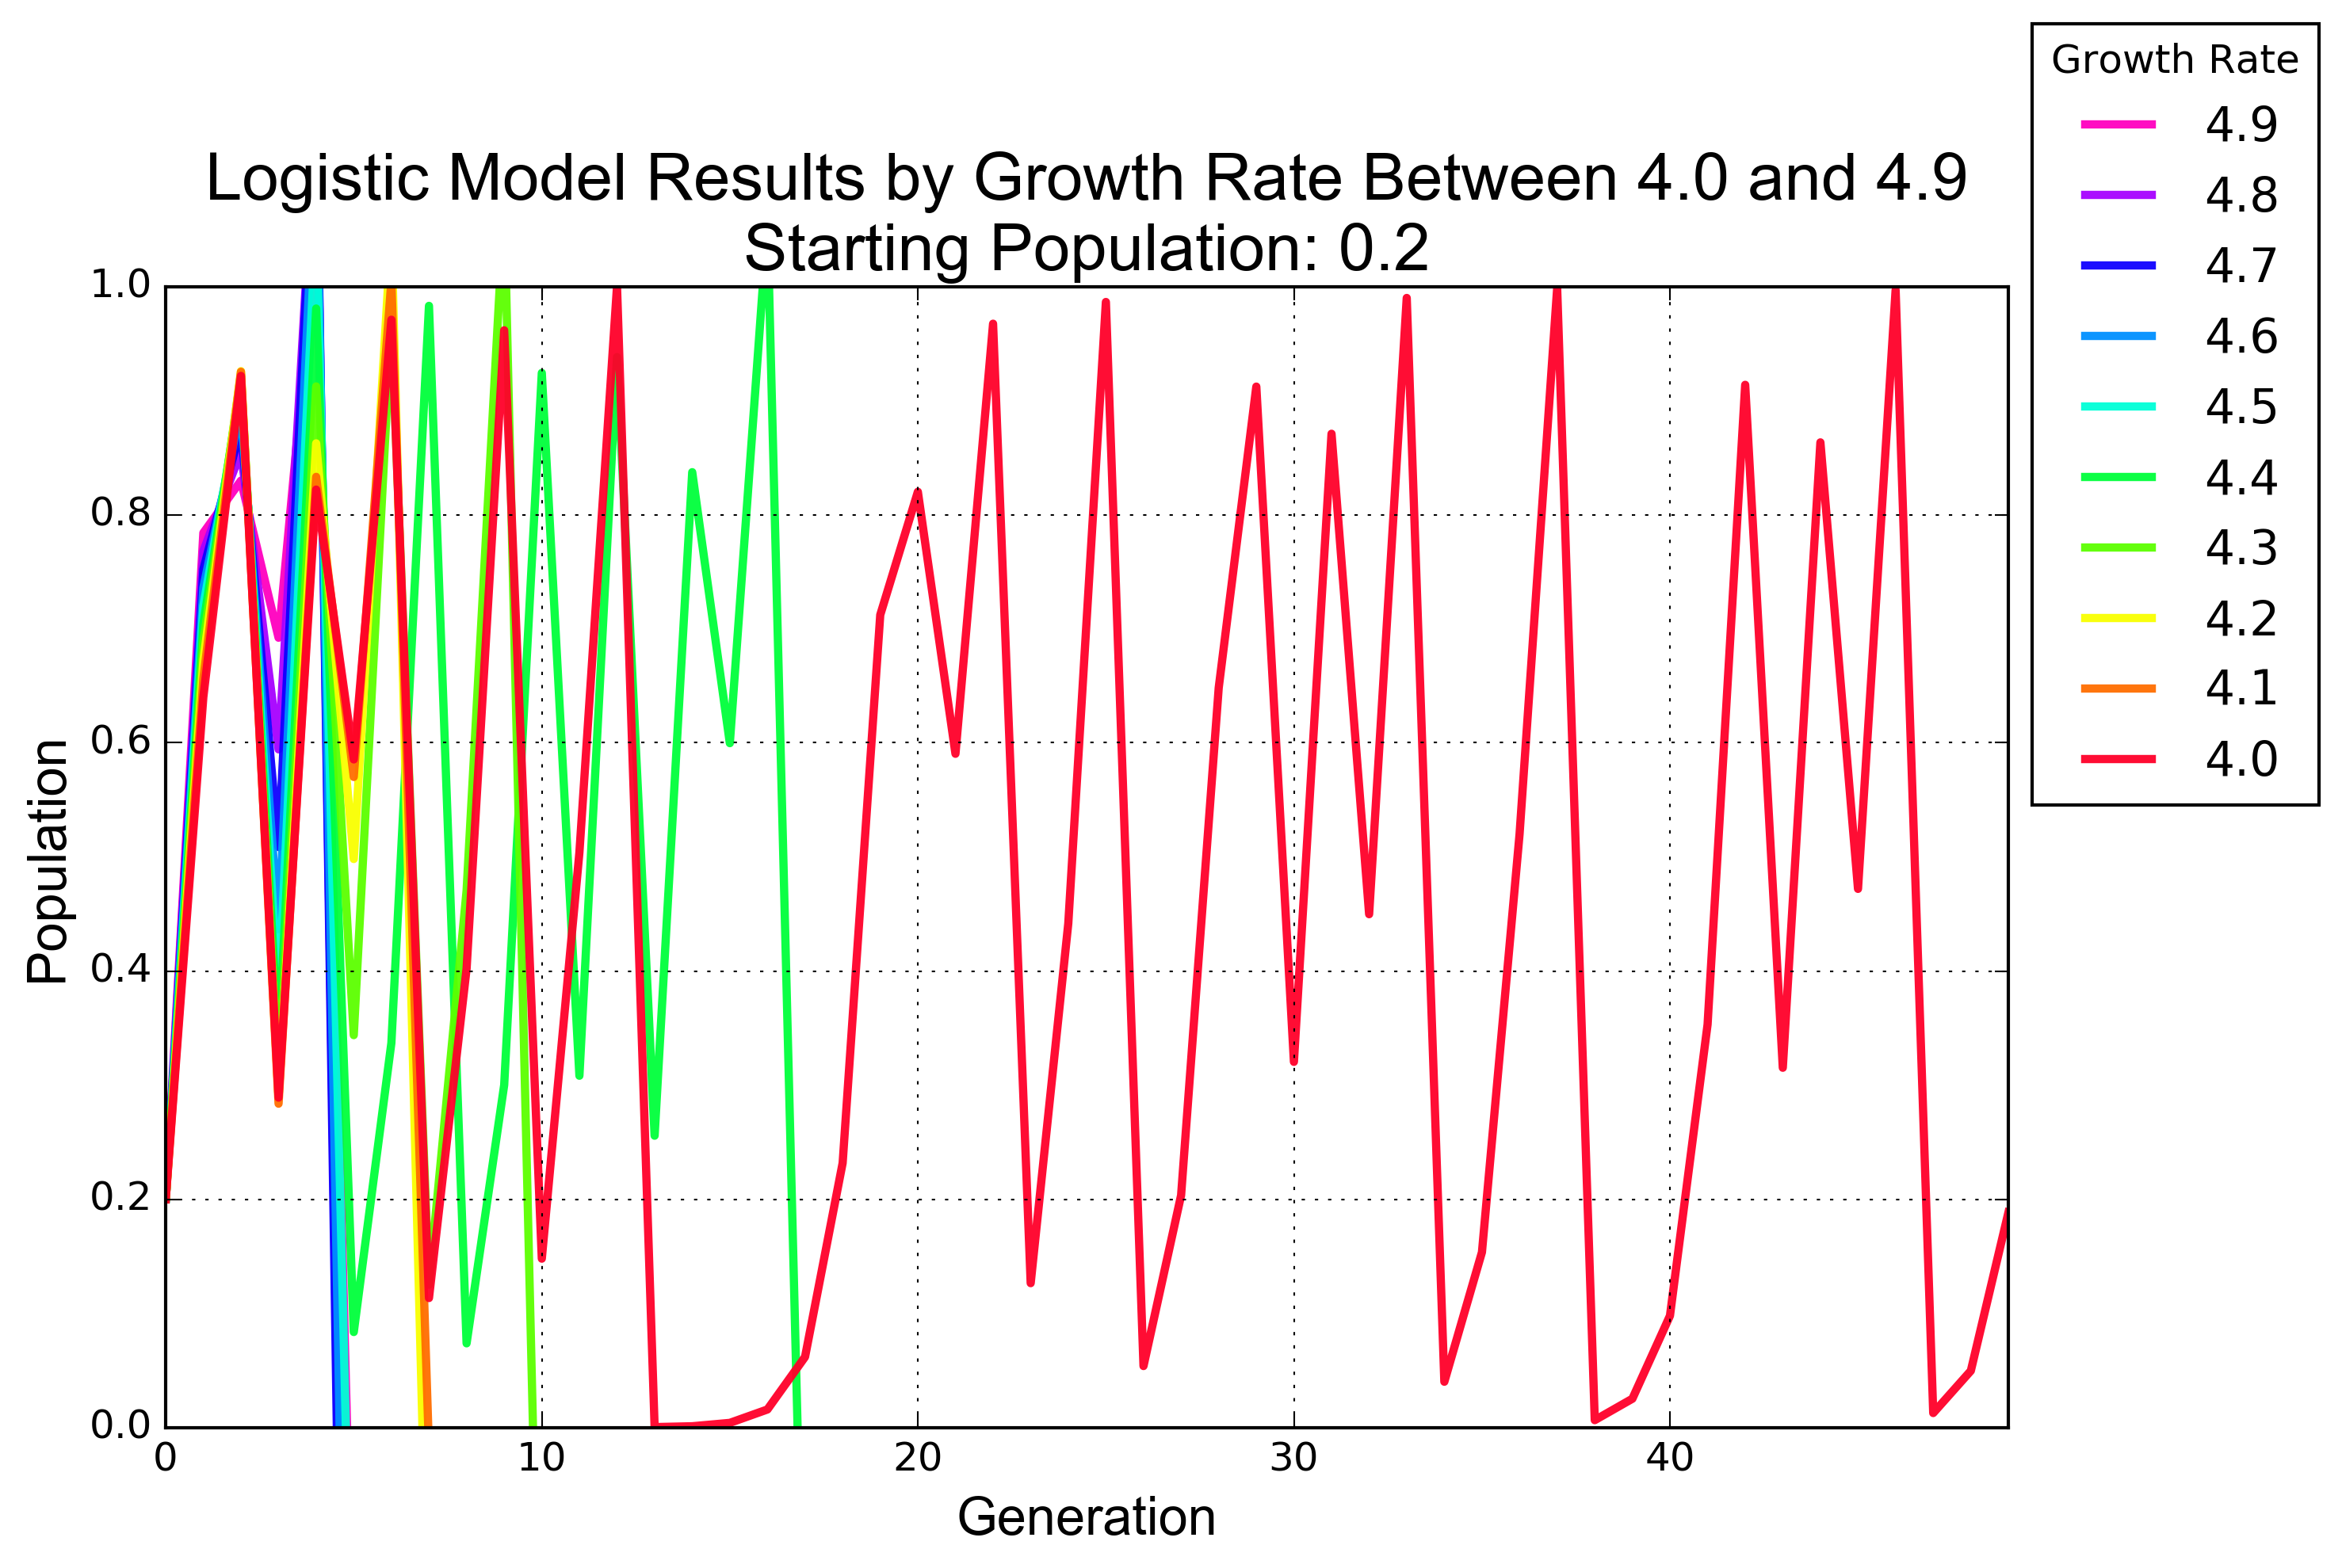 Logistic Model Results by Growth Rate Between 4.0 and 4.9
Starting Population: 0.2
Growth Rate
4.9
4.8
4.7
4.6
4.5
4.4
4.3
4.2
4.1
4.0
Population
1.0
0.8
0.6
0.4
0.2
0.0
0 10 20 30 40
Generation